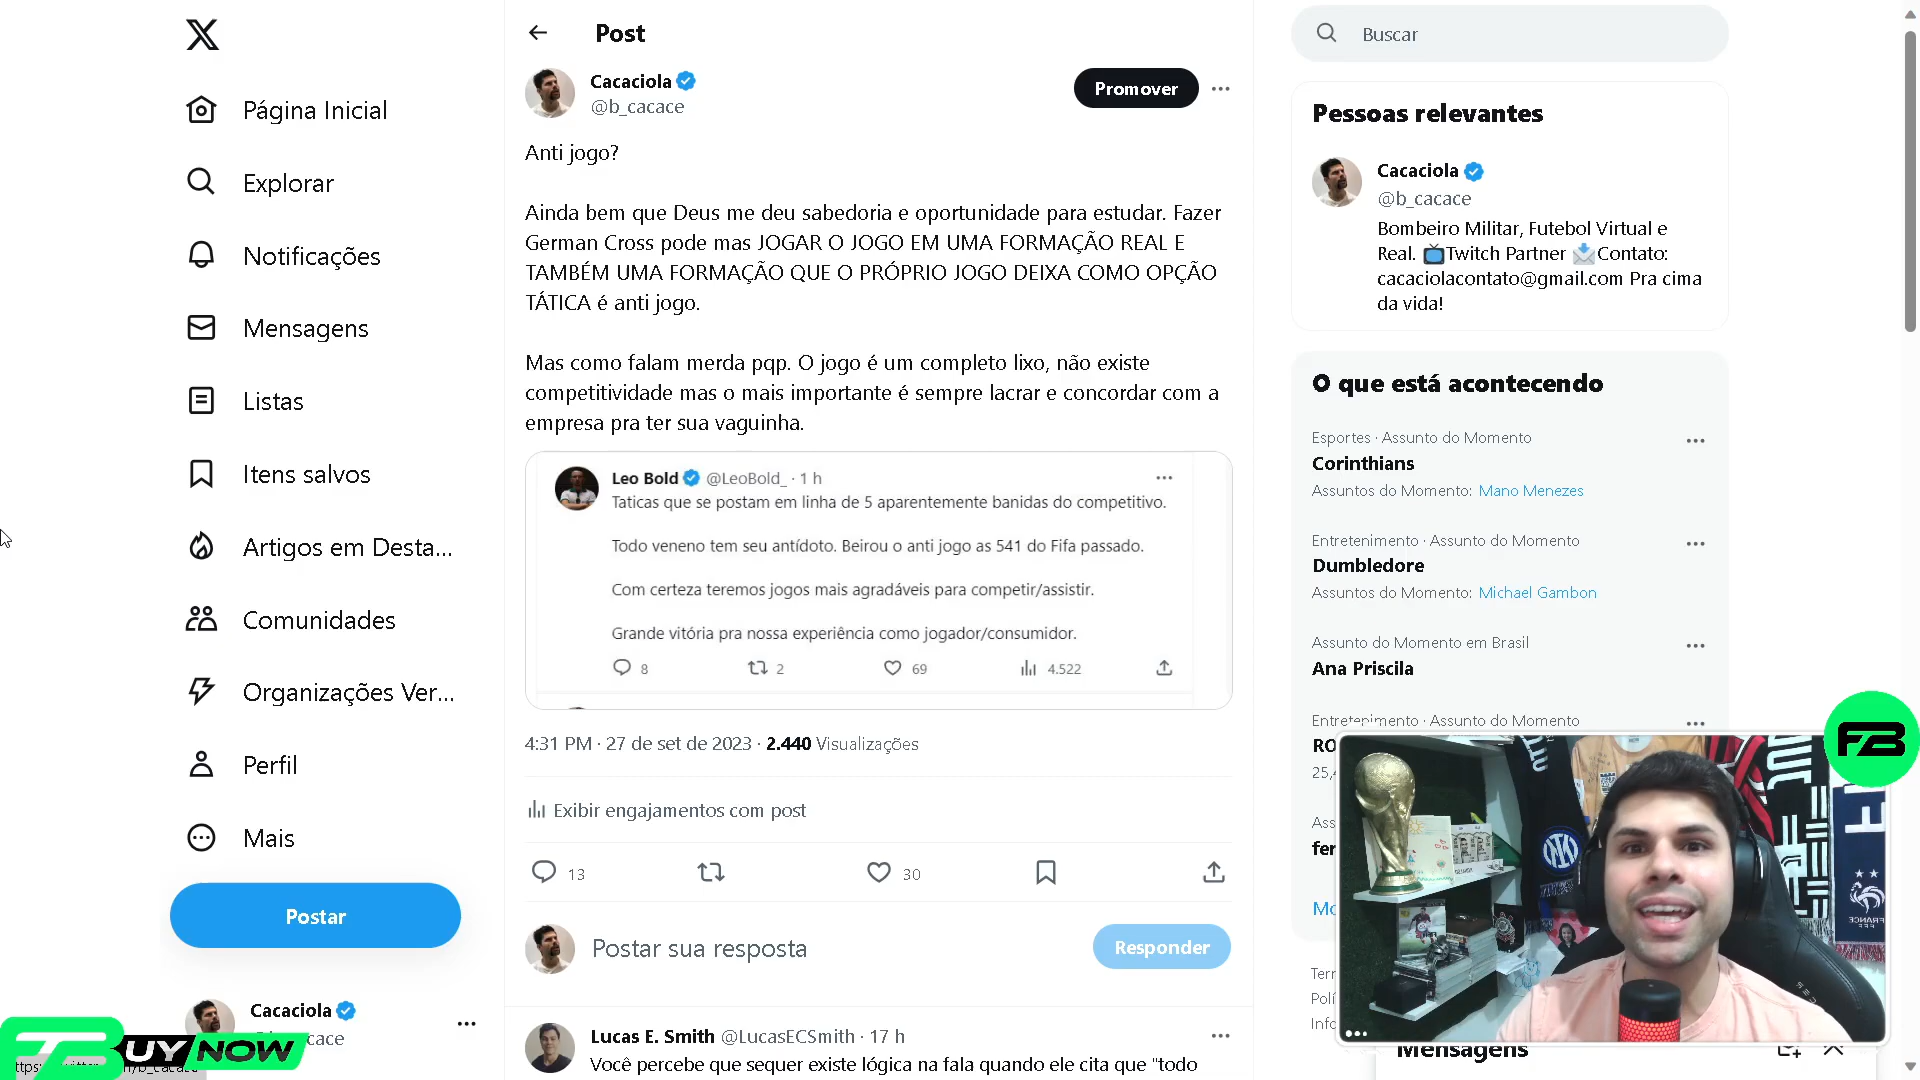 Página Inicial
Explorar
Notificações
Mensagens
Listas
Itens salvos
Artigos em Desta...
Comunidades
Organizações Ver...
Perfil
Mais
Postar
Cacaciola
BUY NOW
Post
Cacaciola
@b_cacace
Promover
Anti jogo?
Ainda bem que Deus me deu sabedoria e oportunidade para estudar. Fazer
German Cross pode mas JOGAR O JOGO EM UMA FORMAÇÃO REAL E
TAMBÉM UMA FORMAÇÃO QUE O PRÓPRIO JOGO DEIXA COMO OPÇÃO
TÁTICA é anti jogo.
Mas como falam merda pqp. O jogo é um completo lixo, não existe
competitividade mas o mais importante é sempre lacrar e concordar com a
empresa pra ter sua vaguinha.
Leo Bold @LeoBold_ · 1 h
Taticas que se postam em linha de 5 aparentemente banidas do competitivo.
Todo veneno tem seu antídoto. Beirou o anti jogo as 541 do Fifa passado.
Com certeza teremos jogos mais agradáveis para competir/assistir.
Grande vitória pra nossa experiência como jogador/consumidor.
8 2 69 4.522
4:31 PM · 27 de set de 2023 · 2.440 Visualizações
Exibir engajamentos com post
13 30
Postar sua resposta
Responder
Lucas E. Smith @LucasECSmith · 17 h
Você percebe que sequer existe lógica na fala quando ele cita que "todo
Buscar
Pessoas relevantes
Cacaciola
@b_cacace
Bombeiro Militar, Futebol Virtual e
Real. 📺Twitch Partner 📩Contato:
cacaciolacontato@gmail.com Pra cima
da vida!
O que está acontecendo
Esportes · Assunto do Momento
Corinthians
Assuntos do Momento: Mano Menezes
Entretenimento · Assunto do Momento
Dumbledore
Assuntos do Momento: Michael Gambon
Assunto do Momento em Brasil
Ana Priscila
Entretenimento · Assunto do Momento
FB
FRANCE
Mensagens